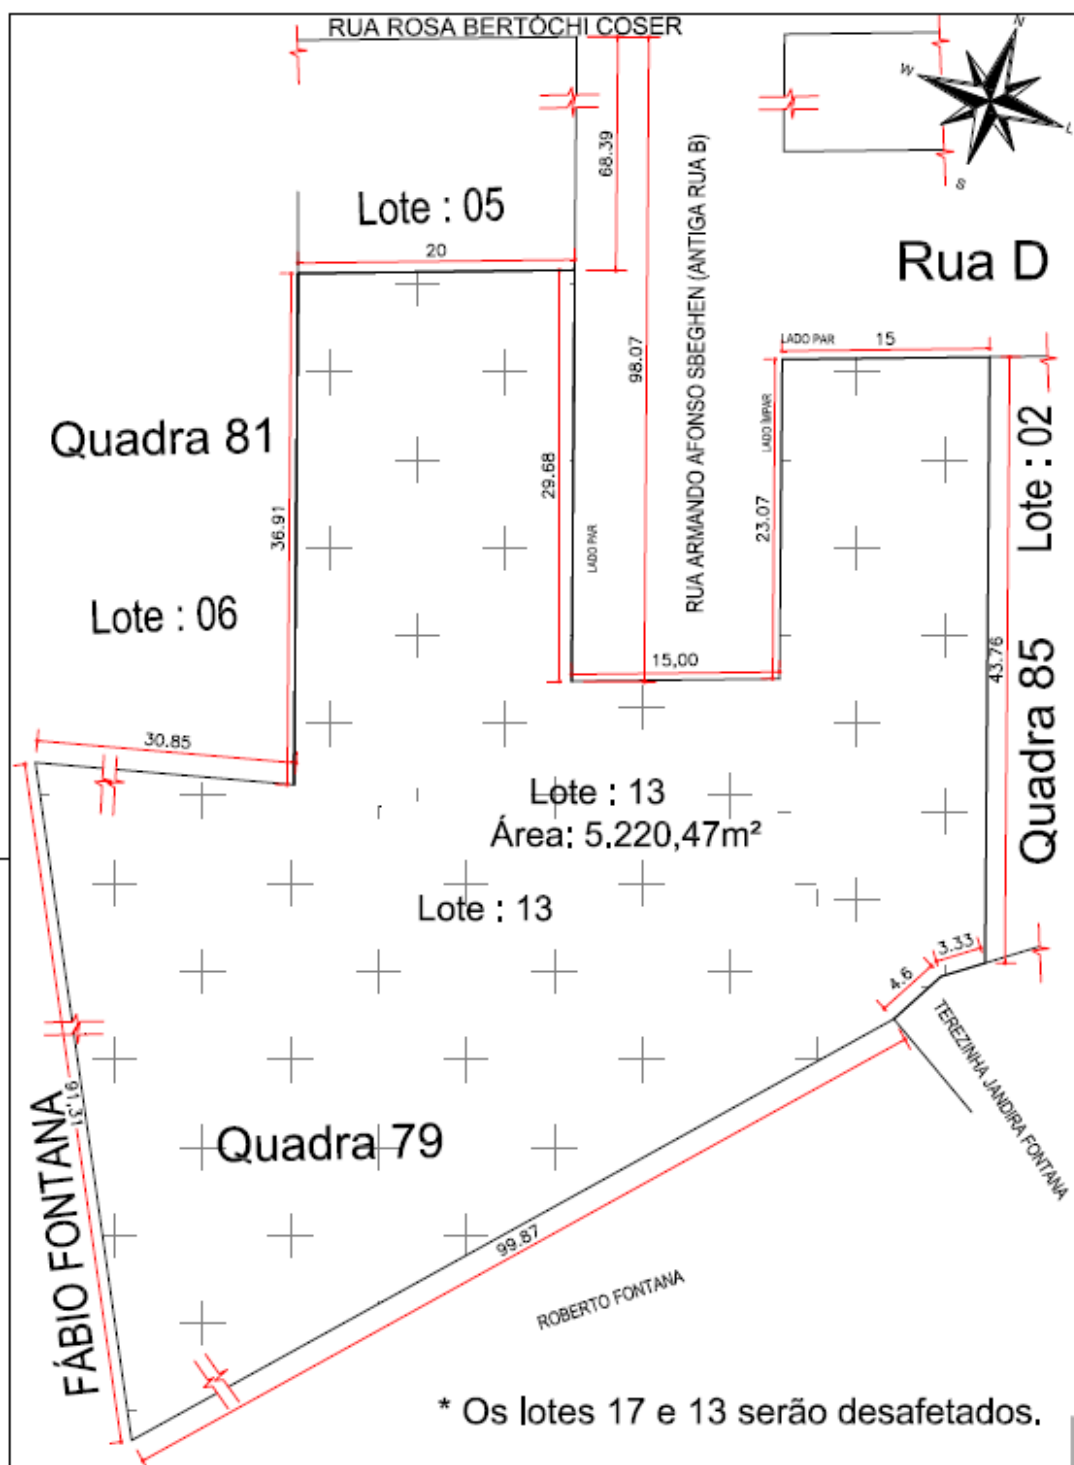 RUA ROSA BERTÓCHI COSER
N
W
L
S
68.39
Lote : 05
20
RUA ARMANDO AFONSO SBEGHEN (ANTIGA RUA B)
Rua D
98.07
LADO PAR
15
Quadra 81
36.91
29.68
LADO PAR
LADO ÍMPAR
23.07
Lote : 02
Lote : 06
15,00
43.76
Quadra 85
30.85
Lote : 13
Área: 5.220,47m²
Lote : 13
3.33
4.6
TEREZINHA JANDIRA FONTANA
91.31
FÁBIO FONTANA
Quadra 79
99.87
ROBERTO FONTANA
* Os lotes 17 e 13 serão desafetados.